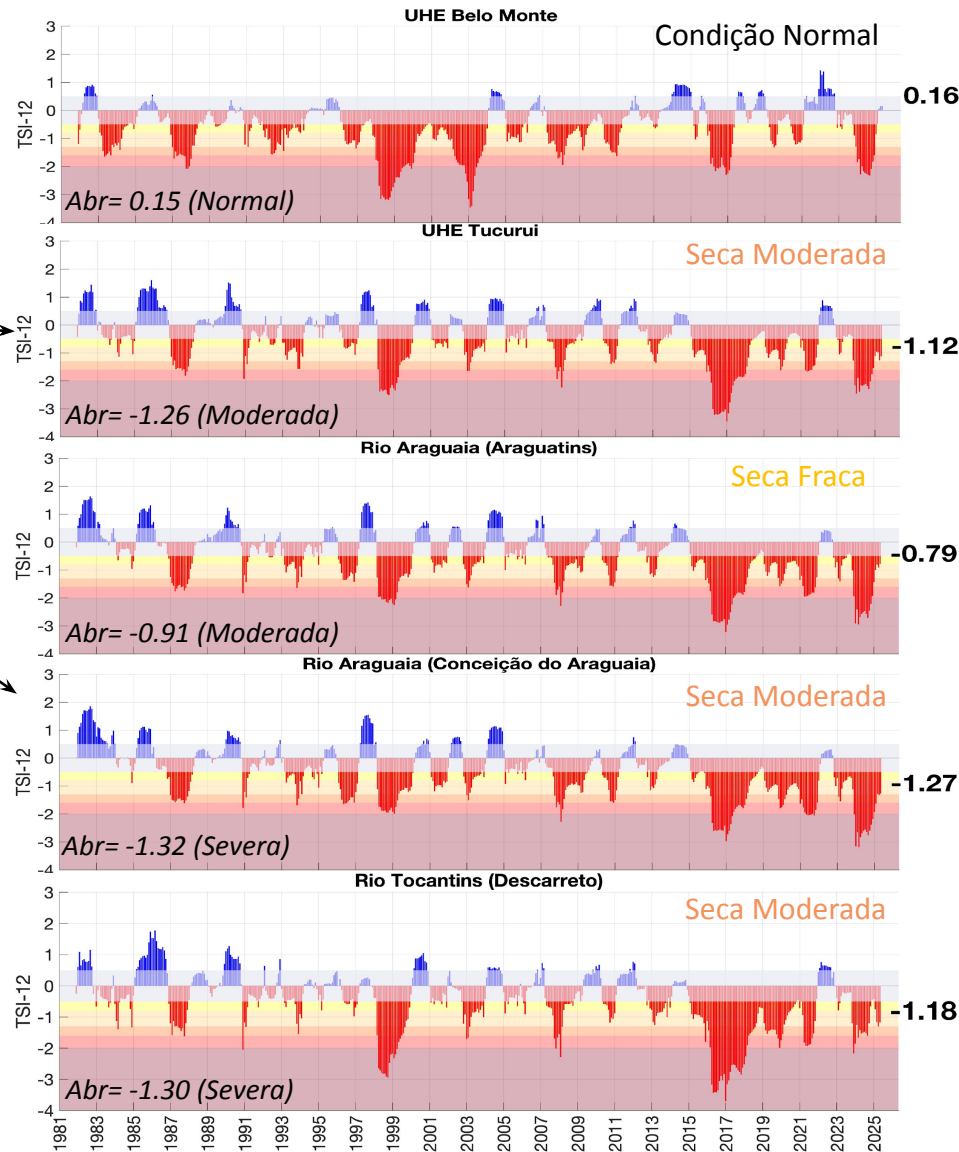 UHE Belo Monte
Condição Normal
3
2
1
0
-1
-2
-3
-4
TSI-12
0.16
Abr= 0.15 (Normal)
UHE Tucurui
Seca Moderada
3
2
1
0
-1
-2
-3
-4
TSI-12
-1.12
Abr= -1.26 (Moderada)
Rio Araguaia (Araguatins)
Seca Fraca
3
2
1
0
-1
-2
-3
-4
TSI-12
-0.79
Abr= -0.91 (Moderada)
Rio Araguaia (Conceição do Araguaia)
Seca Moderada
3
2
1
0
-1
-2
-3
-4
TSI-12
-1.27
Abr= -1.32 (Severa)
Rio Tocantins (Descarreto)
Seca Moderada
3
2
1
0
-1
-2
-3
-4
TSI-12
-1.18
Abr= -1.30 (Severa)
1981 1983 1985 1987 1989 1991 1993 1995 1997 1999 2001 2003 2005 2007 2009 2011 2013 2015 2017 2019 2021 2023 2025